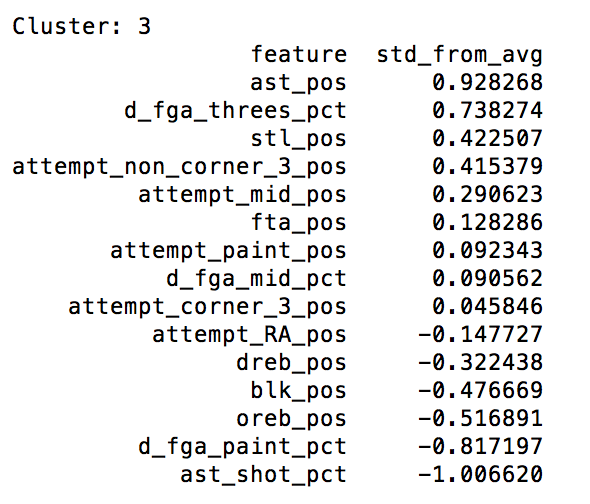 Cluster: 3
feature std_from_avg
ast_pos 0.928268
d_fga_threes_pct 0.738274
stl_pos 0.422507
attempt_non_corner_3_pos 0.415379
attempt_mid_pos 0.290623
fta_pos 0.128286
attempt_paint_pos 0.092343
d_fga_mid_pct 0.090562
attempt_corner_3_pos 0.045846
attempt_RA_pos -0.147727
dreb_pos -0.322438
blk_pos -0.476669
oreb_pos -0.516891
d_fga_paint_pct -0.817197
ast_shot_pct -1.006620